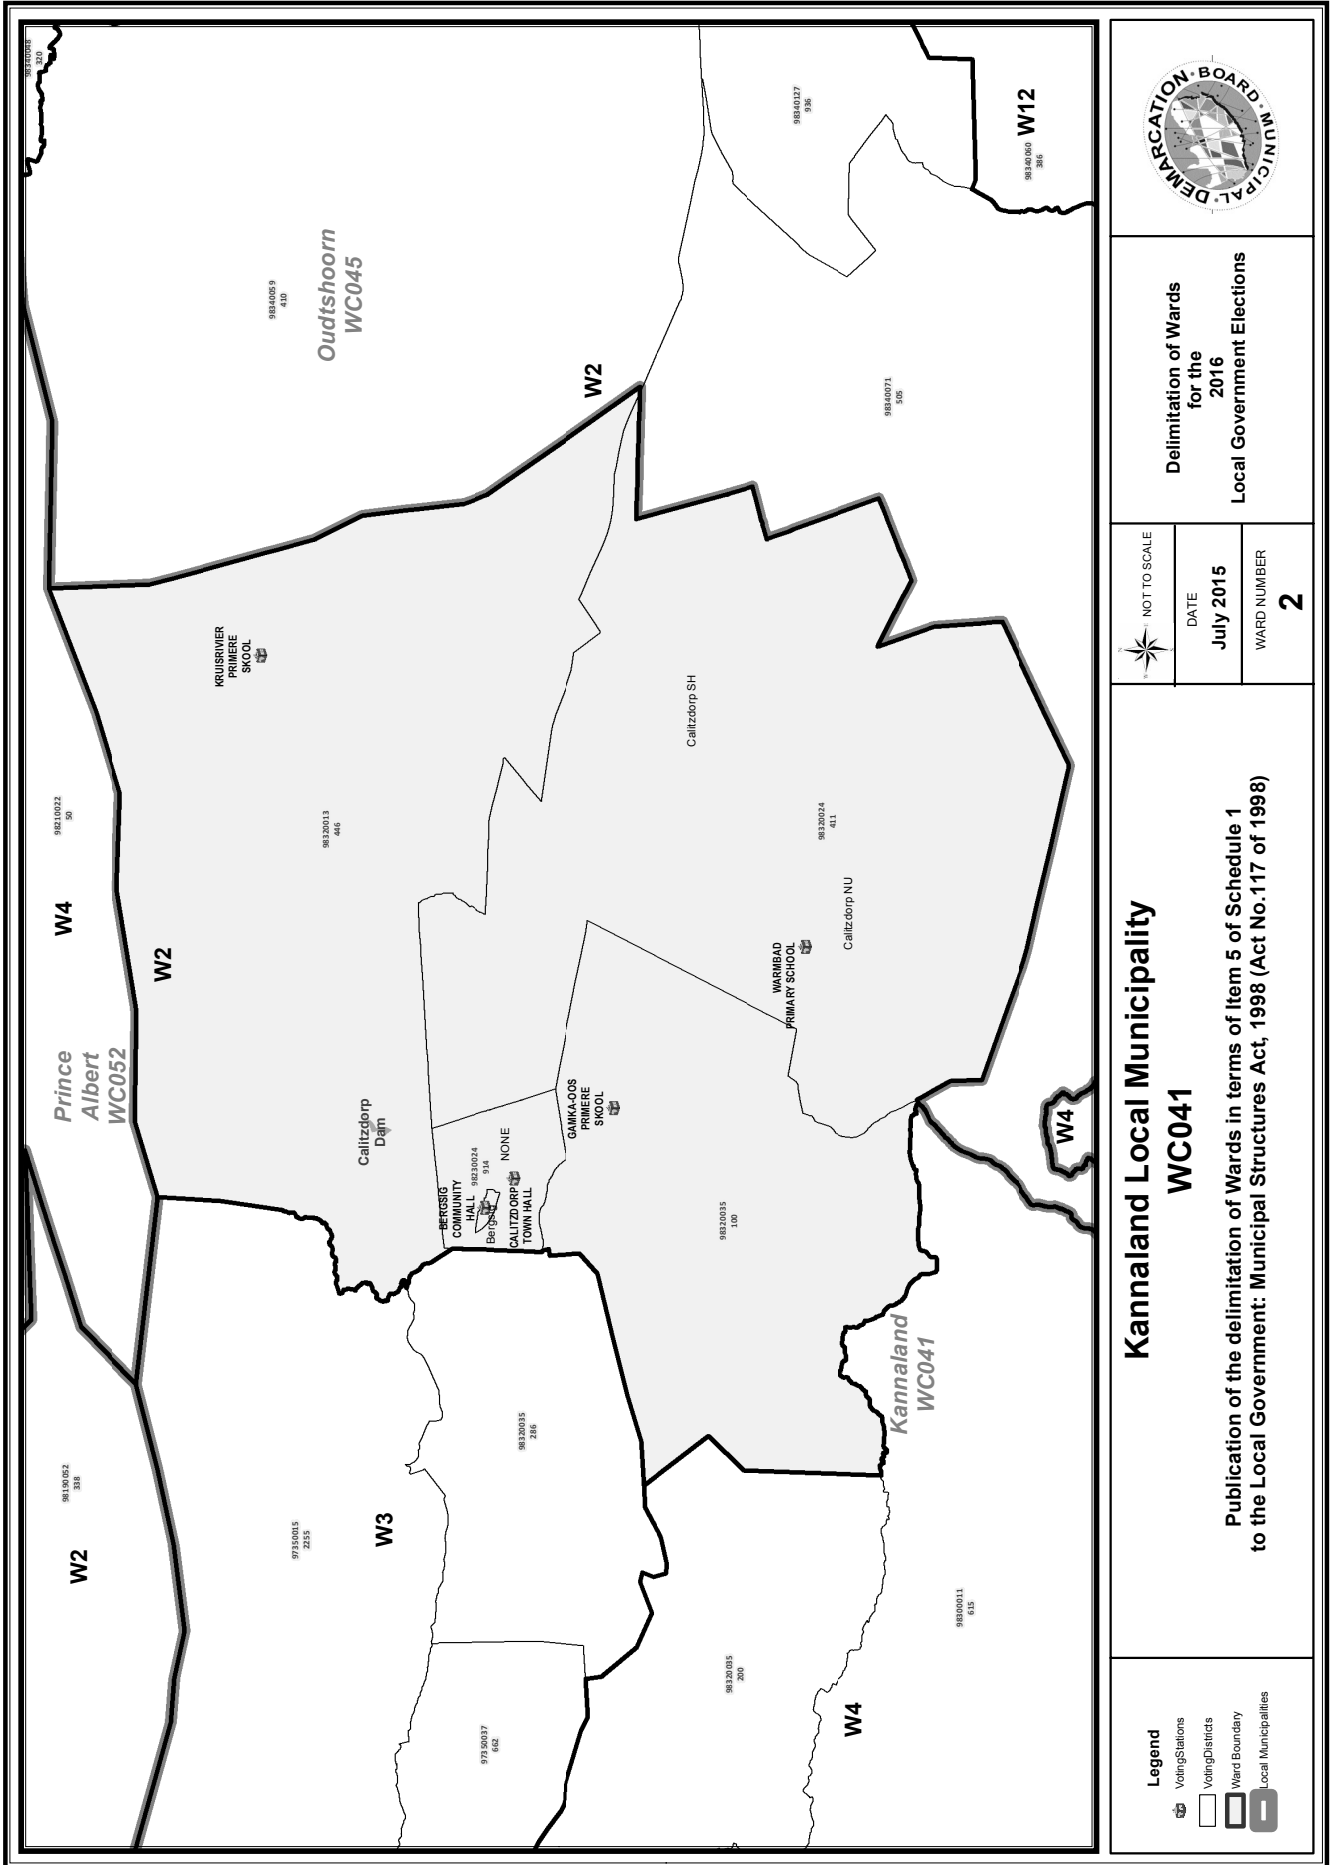 98340048
320
98340127
936
W12
98340060
386
Oudtshoorn
WC045
98340059
410
W2
98340071
505
KRUISRIVIER
PRIMERE
SKOOL
Calitzdorp SH
98210022
50
W4
W2
98320013
446
98320024
411
Calitzdorp NU
WARMBAD
PRIMARY SCHOOL
Prince
Albert
WC052
Calitzdorp
Dam
GAMKA-OOS
PRIMERE
SKOOL
NONE
98230024
914
BERGSIG
COMMUNITY
HALL
Bergsig
CALITZDORP
TOWN HALL
W4
98320035
100
Kannaland
WC041
98320035
286
98190052
338
W2
97350015
2255
W3
98300011
615
98320035
200
W4
97350037
662
MUNICIPAL • DEMARCATION • BOARD •
Delimitation of Wards
for the
2016
Local Government Elections
N
E
S
W
NOT TO SCALE
DATE
July 2015
WARD NUMBER
2
Kannaland Local Municipality
WC041
Publication of the delimitation of Wards in terms of Item 5 of Schedule 1
to the Local Government: Municipal Structures Act, 1998 (Act No.117 of 1998)
Legend
VotingStations
VotingDistricts
Ward Boundary
Local Municipalities